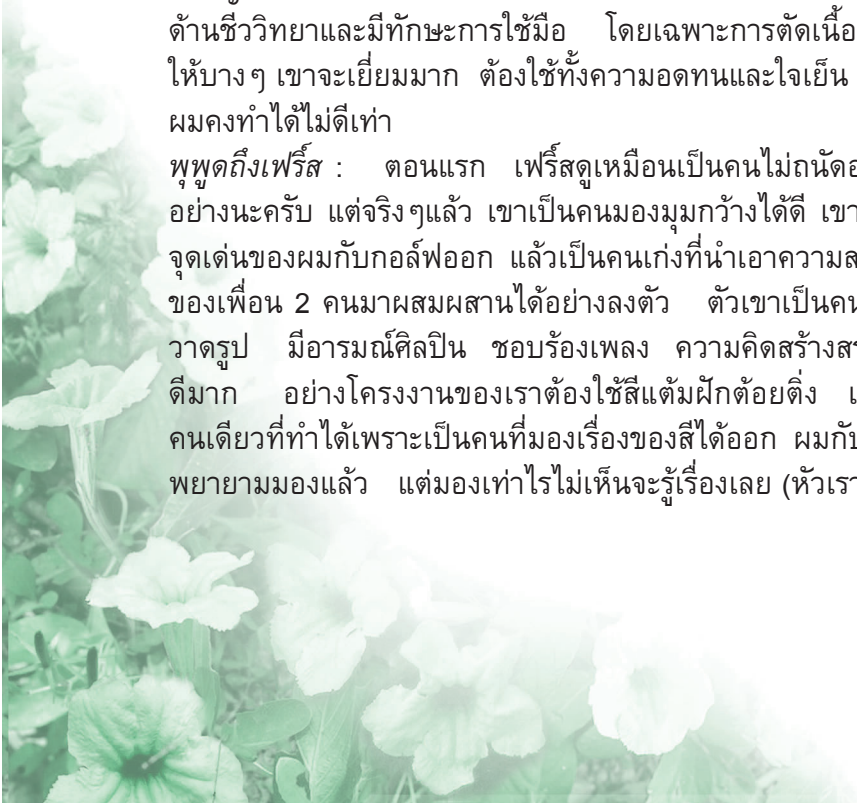 ด้านชีววิทยาและมีทักษะการใช้มือ โดยเฉพาะการตัดเนื้อ
ให้บางๆ เขาจะเยี่ยมมาก ต้องใช้ทั้งความอดทนและใจเย็น
ผมคงทำได้ไม่ดีเท่า
พุพูดถึงเฟริ์ส : ตอนแรก เฟริ์สดูเหมือนเป็นคนไม่ถนัด
อย่างนะครับ แต่จริงๆแล้ว เขาเป็นคนมองมุมกว้างได้ดี เขา
จุดเด่นของผมกับกอล์ฟออก แล้วเป็นคนเก่งที่นำเอาความ
ของเพื่อน 2 คนมาผสมผสานได้อย่างลงตัว ตัวเขาเป็นคน
วาดรูป มีอารมณ์ศิลปิน ชอบร้องเพลง ความคิด
ดีมาก อย่างโครงงานของเราต้องใช้สีแต้มฝักต้อยติ่ง
คนเดียวที่ทำได้เพราะเป็นคนที่มองเรื่องของสีได้ออก ผมกับ
พยายามมองแล้ว แต่มองเท่าไรไม่เห็นจะรู้เรื่องเลย